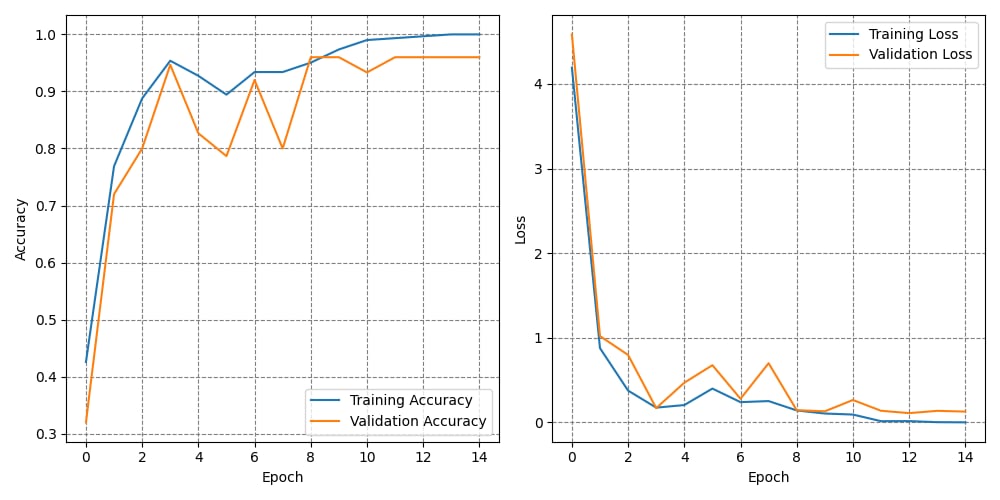 1.0
0.9
0.8
0.7
0.6
0.5
0.4
0.3
Accuracy
0 2 4 6 8 10 12 14
Epoch
Training Accuracy
Validation Accuracy
4
3
2
1
0
Loss
0 2 4 6 8 10 12 14
Epoch
Training Loss
Validation Loss